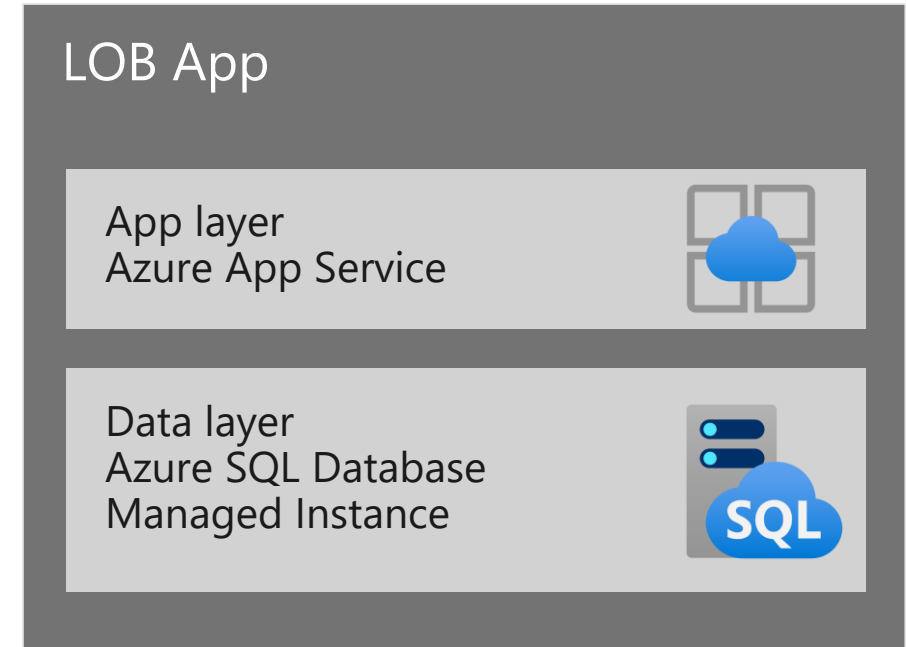 LOB App
App layer
Azure App Service
Data layer
Azure SQL Database
Managed Instance
SQL